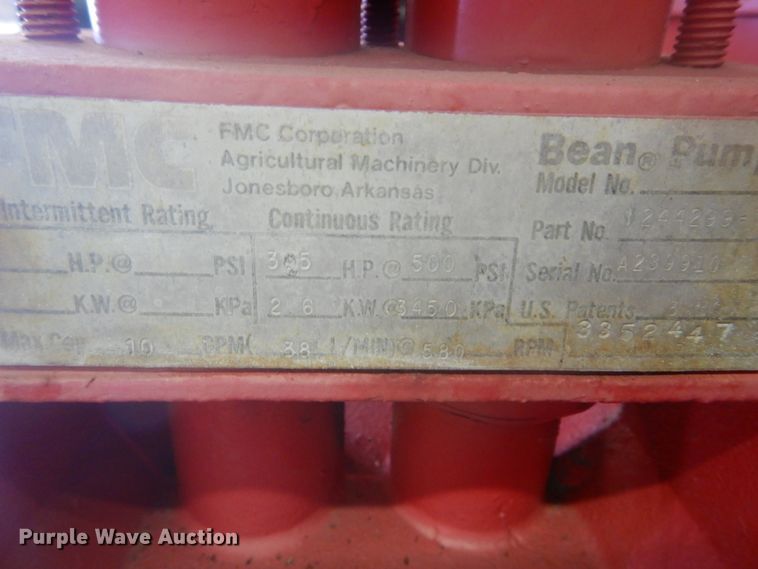 FMC
FMC Corporation
Agricultural Machinery Div.
Jonesboro, Arkansas
Bean® Pump
Model No.
Intermittent Rating
Continuous Rating
Part No.
H.P.@ PSI
H.P.@ 500 PSI
Serial No.
K.W.@ KPa
2 6 K.W.@ 3450 KPa
U.S. Patents
3352447
Max Cap 10 GPM( 38 L/MIN)@ 580 RPM
Purple Wave Auction